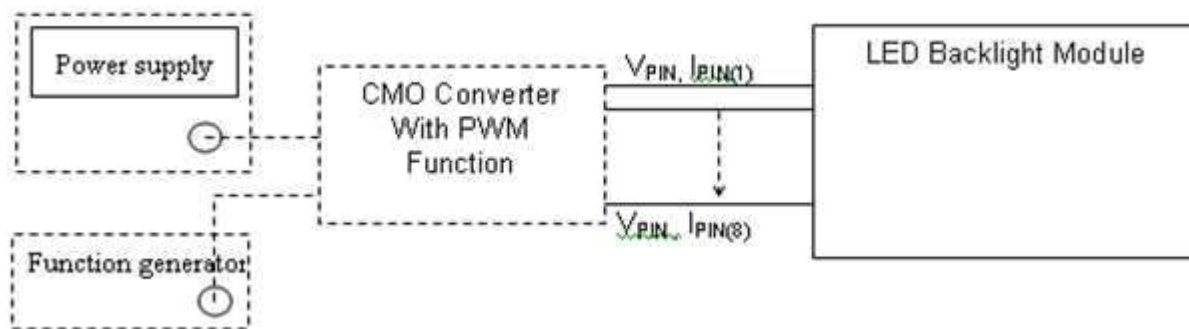 Power supply
CMO Converter
With PWM
Function
VPIN, IPIN(1)
VPIN, IPIN(8)
LED Backlight Module
Function generator